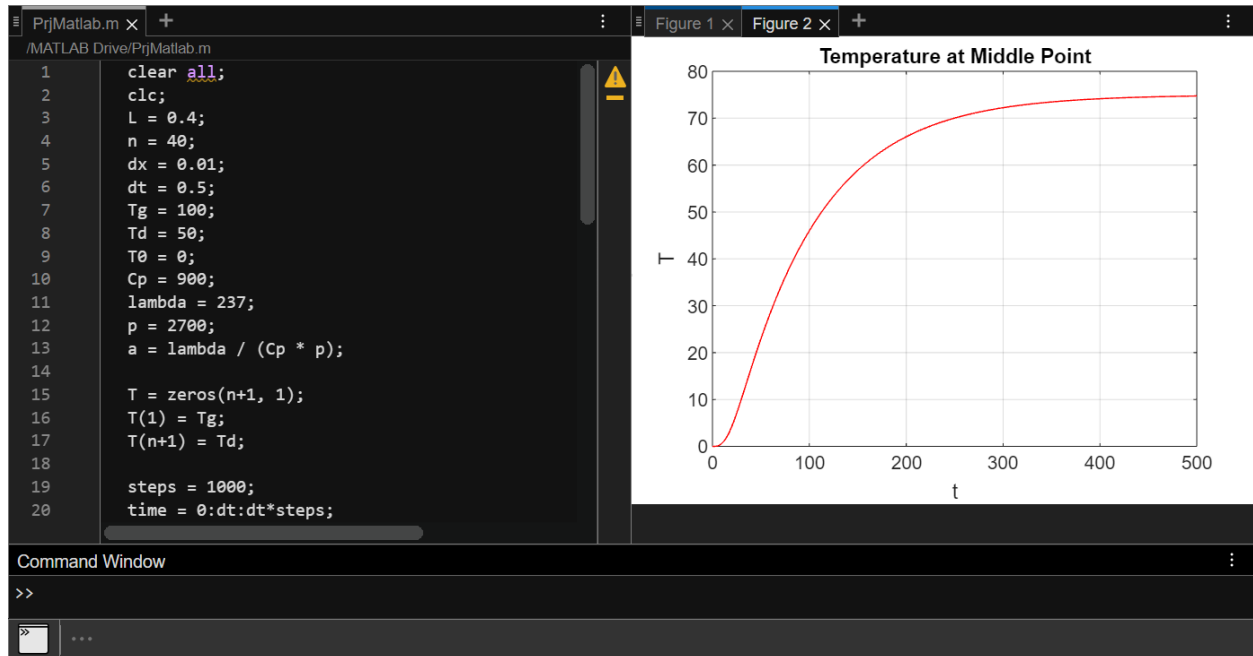 PrjMatlab.m
/MATLAB Drive/PrjMatlab.m
1 clear all;
2 clc;
3 L = 0.4;
4 n = 40;
5 dx = 0.01;
6 dt = 0.5;
7 Tg = 100;
8 Td = 50;
9 T0 = 0;
10 Cp = 900;
11 lambda = 237;
12 p = 2700;
13 a = lambda / (Cp * p);
14
15 T = zeros(n+1, 1);
16 T(1) = Tg;
17 T(n+1) = Td;
18
19 steps = 1000;
20 time = 0:dt:dt*steps;
Figure 1 Figure 2
Temperature at Middle Point
80
70
60
50
40
30
20
10
0
T
0 100 200 300 400 500
t
Command Window
>>